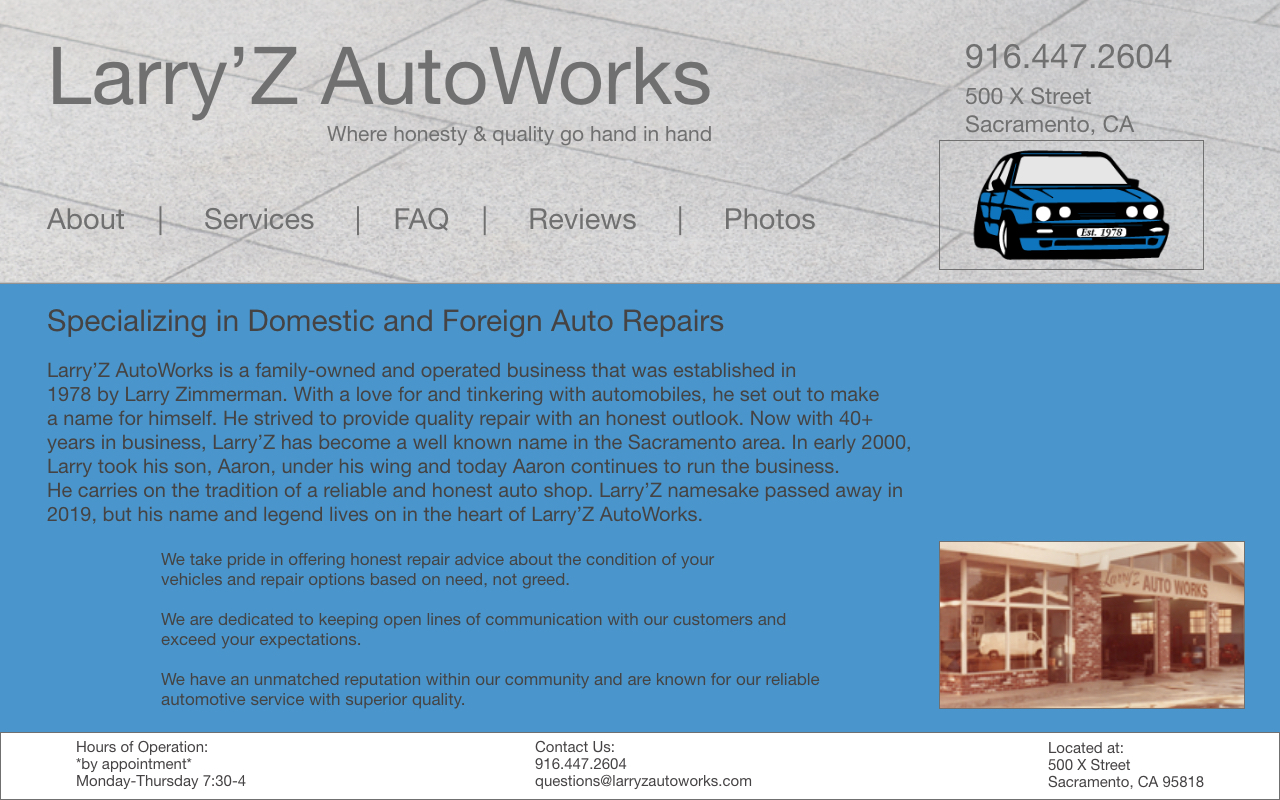 Larry’Z AutoWorks
Where honesty & quality go hand in hand
916.447.2604
500 X Street
Sacramento, CA
Est. 1978
About | Services | FAQ | Reviews | Photos
Specializing in Domestic and Foreign Auto Repairs
Larry’Z AutoWorks is a family-owned and operated business that was established in
1978 by Larry Zimmerman. With a love for and tinkering with automobiles, he set out to make
a name for himself. He strived to provide quality repair with an honest outlook. Now with 40+
years in business, Larry’Z has become a well known name in the Sacramento area. In early 2000,
Larry took his son, Aaron, under his wing and today Aaron continues to run the business.
He carries on the tradition of a reliable and honest auto shop. Larry’Z namesake passed away in
2019, but his name and legend lives on in the heart of Larry’Z AutoWorks.
We take pride in offering honest repair advice about the condition of your
vehicles and repair options based on need, not greed.
We are dedicated to keeping open lines of communication with our customers and
exceed your expectations.
We have an unmatched reputation within our community and are known for our reliable
automotive service with superior quality.
Larry'Z AUTO WORKS
Hours of Operation:
*by appointment*
Monday-Thursday 7:30-4
Contact Us:
916.447.2604
questions@larryzautoworks.com
Located at:
500 X Street
Sacramento, CA 95818